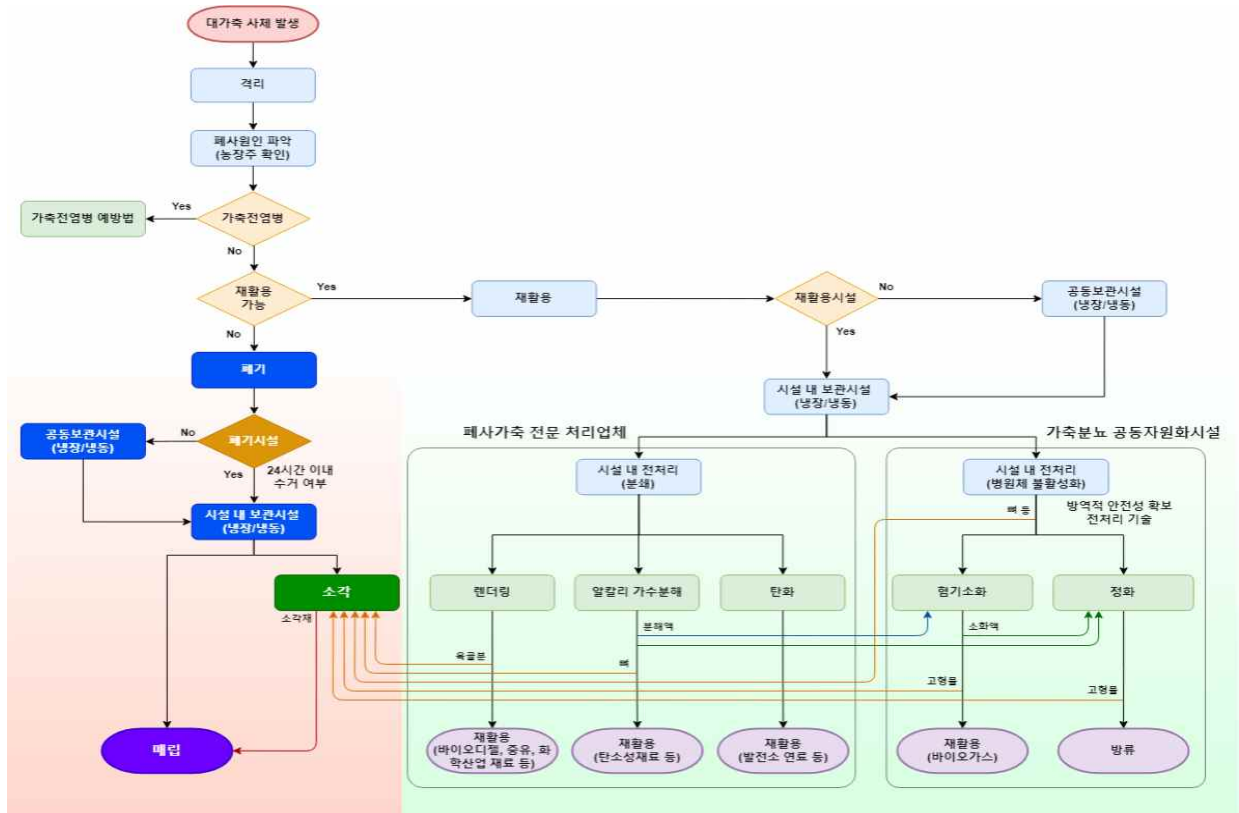 대가축 사체 발생
격리
폐사원인 파악
(농장주 확인)
가축전염병
Yes
가축전염병 예방법
No
재활용
가능
Yes
재활용
재활용시설
No
공동보관시설
(냉장/냉동)
No
Yes
폐기
시설 내 보관시설
(냉장/냉동)
폐기시설
No
공동보관시설
(냉장/냉동)
Yes
24시간 이내
수거 여부
시설 내 보관시설
(냉장/냉동)
폐사가축 전문 처리업체
가축분뇨 공동자원화시설
시설 내 전처리
(분쇄)
시설 내 전처리
(병원체 불활성화)
뼈 등
방역적 안전성 확보
전처리 기술
소각
렌더링
알칼리 가수분해
탄화
혐기소화
정화
소각재
분해액
소화액
육골분
뼈
고형물
고형물
매립
재활용
(바이오디젤, 중유, 화
학산업 재료 등)
재활용
(탄소성재료 등)
재활용
(발전소 연료 등)
재활용
(바이오가스)
방류